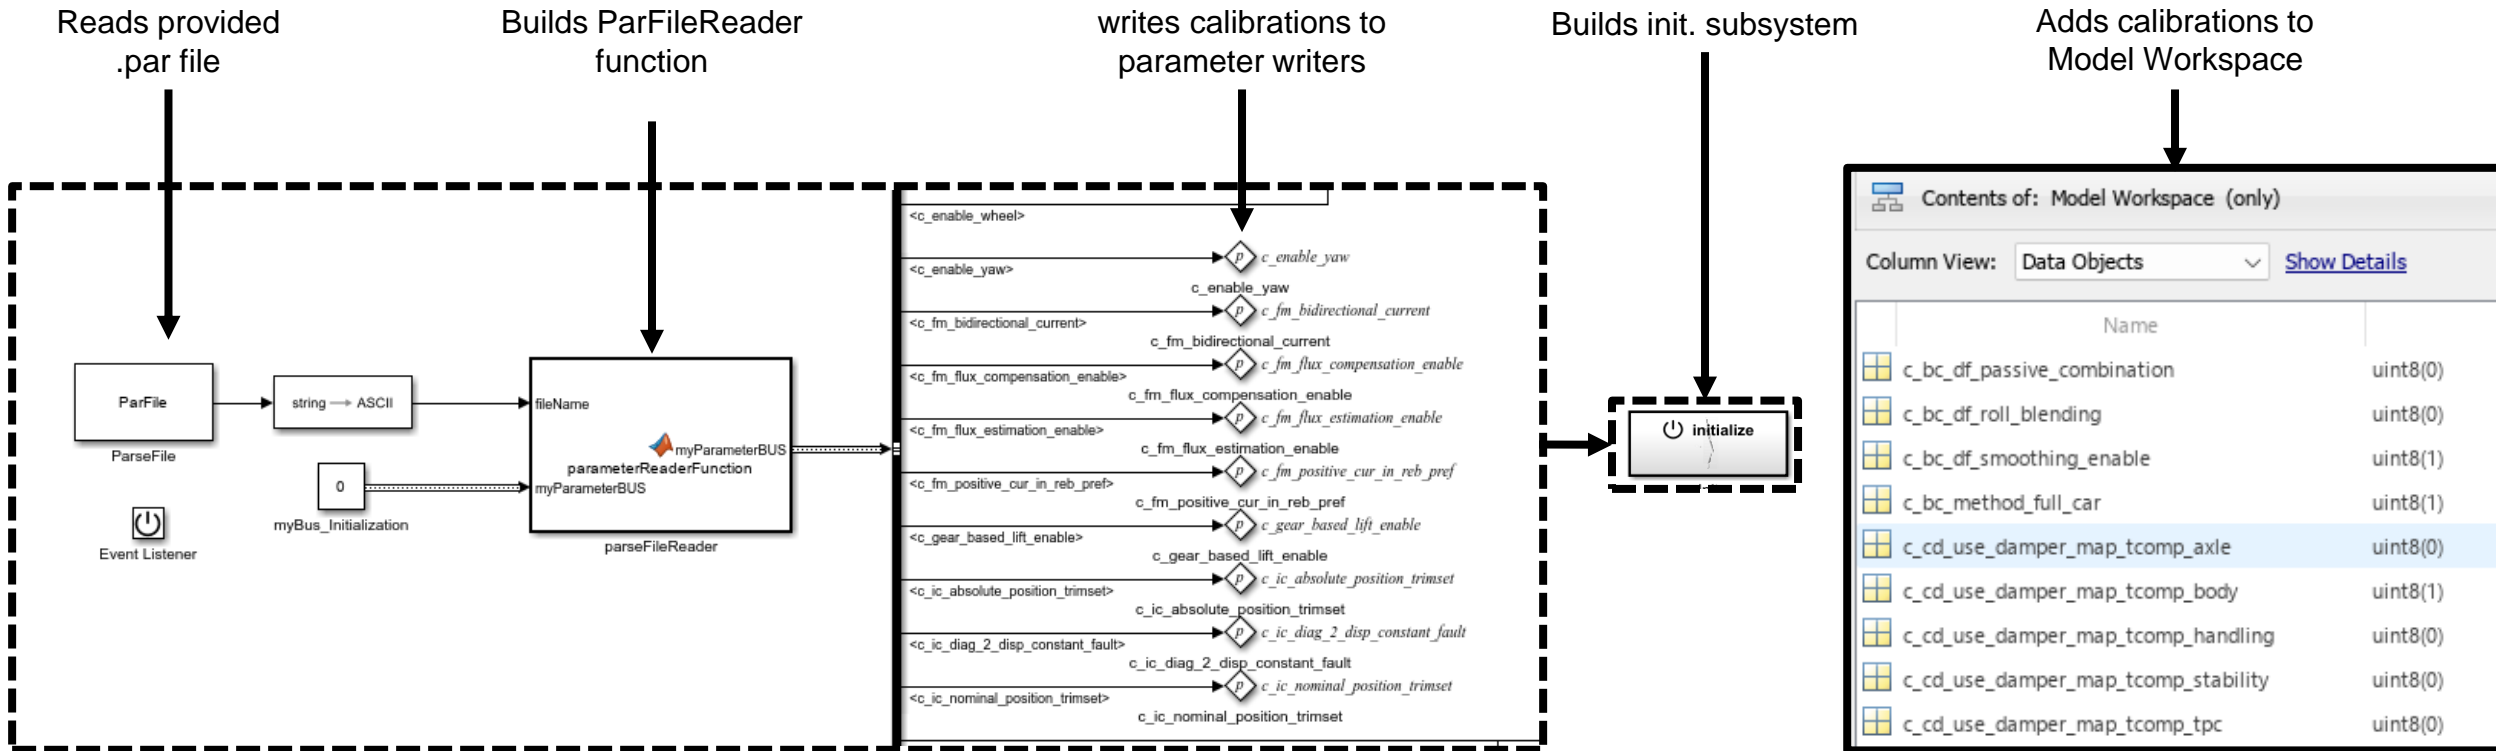 Reads provided
.par file
Builds ParFileReader
function
writes calibrations to
parameter writers
Builds init. subsystem
Adds calibrations to
Model Workspace
ParFile
ParseFile
string → ASCII
0
myBus_Initialization
Event Listener
fileName
myParameterBUS
parameterReaderFunction
myParameterBUS
parseFileReader
<c_enable_wheel>
p c_enable_yaw
<c_enable_yaw>
c_enable_yaw
p c_fm_bidirectional_current
<c_fm_bidirectional_current>
c_fm_bidirectional_current
p c_fm_flux_compensation_enable
<c_fm_flux_compensation_enable>
c_fm_flux_compensation_enable
p c_fm_flux_estimation_enable
<c_fm_flux_estimation_enable>
c_fm_flux_estimation_enable
p c_fm_positive_cur_in_reb_pref
<c_fm_positive_cur_in_reb_pref>
c_fm_positive_cur_in_reb_pref
p c_gear_based_lift_enable
<c_gear_based_lift_enable>
c_gear_based_lift_enable
p c_ic_absolute_position_trimset
<c_ic_absolute_position_trimset>
c_ic_absolute_position_trimset
p c_ic_diag_2_disp_constant_fault
<c_ic_diag_2_disp_constant_fault>
c_ic_diag_2_disp_constant_fault
p c_ic_nominal_position_trimset
<c_ic_nominal_position_trimset>
c_ic_nominal_position_trimset
initialize
Contents of: Model Workspace (only)
Column View: Data Objects Show Details
Name
c_bc_df_passive_combination uint8(0)
c_bc_df_roll_blending uint8(0)
c_bc_df_smoothing_enable uint8(1)
c_bc_method_full_car uint8(1)
c_cd_use_damper_map_tcomp_axle uint8(0)
c_cd_use_damper_map_tcomp_body uint8(1)
c_cd_use_damper_map_tcomp_handling uint8(0)
c_cd_use_damper_map_tcomp_stability uint8(0)
c_cd_use_damper_map_tcomp_tpc uint8(0)